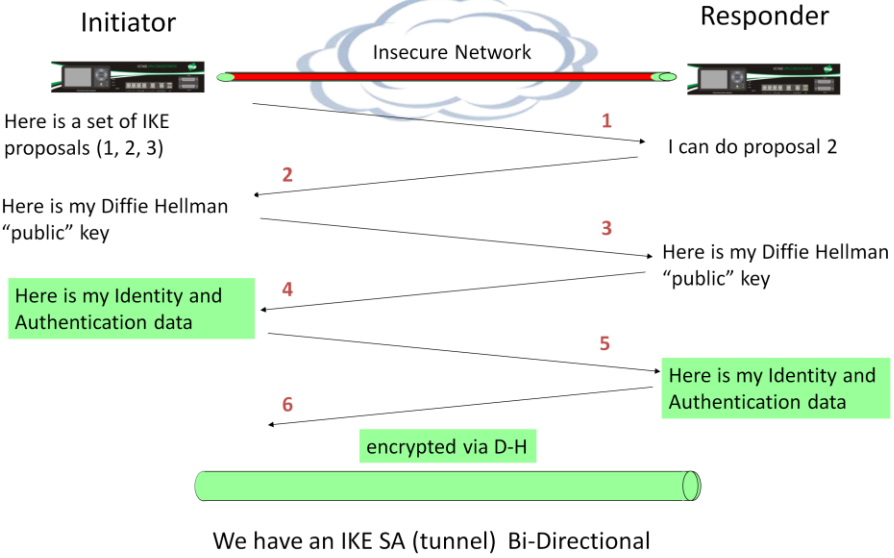 Initiator
Responder
Insecure Network
Here is a set of IKE
proposals (1, 2, 3)
1
I can do proposal 2
2
Here is my Diffie Hellman
“public” key
3
Here is my Diffie Hellman
“public” key
4
Here is my Identity and
Authentication data
5
Here is my Identity and
Authentication data
6
encrypted via D-H
We have an IKE SA (tunnel)  Bi-Directional